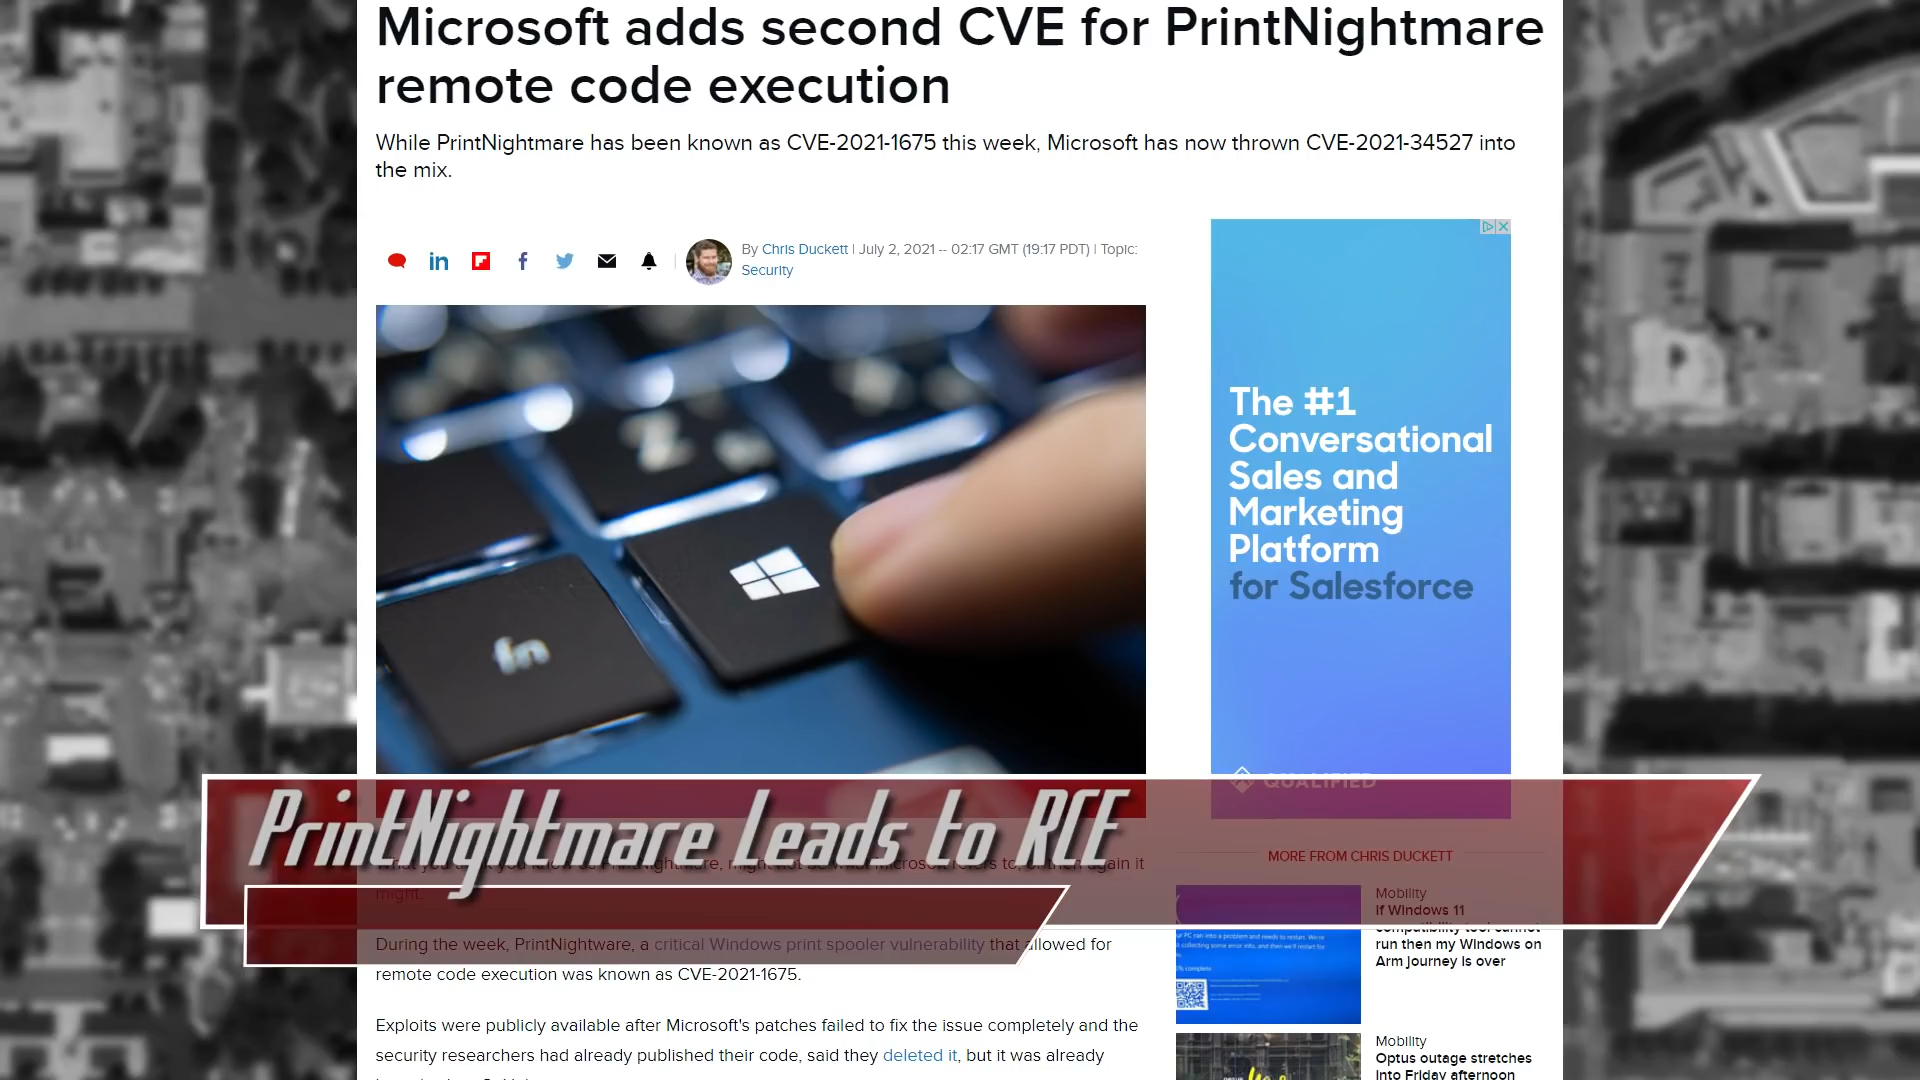 Microsoft adds second CVE for PrintNightmare
remote code execution
While PrintNightmare has been known as CVE-2021-1675 this week, Microsoft has now thrown CVE-2021-34527 into
the mix.
By Chris Duckett | July 2, 2021 -- 02:17 GMT (19:17 PDT) | Topic:
Security
fn
The #1
Conversational
Sales and
Marketing
Platform
for Salesforce
QUALIFIED
PrintNightmare Leads to RCE
might.
During the week, PrintNightware, a critical Windows print spooler vulnerability that allowed for
remote code execution was known as CVE-2021-1675.
Exploits were publicly available after Microsoft's patches failed to fix the issue completely and the
security researchers had already published their code, said they deleted it, but it was already
MORE FROM CHRIS DUCKETT
Mobility
If Windows 11
compatibility tool cannot
run then my Windows on
Arm journey is over
Mobility
Optus outage stretches
into Friday afternoon